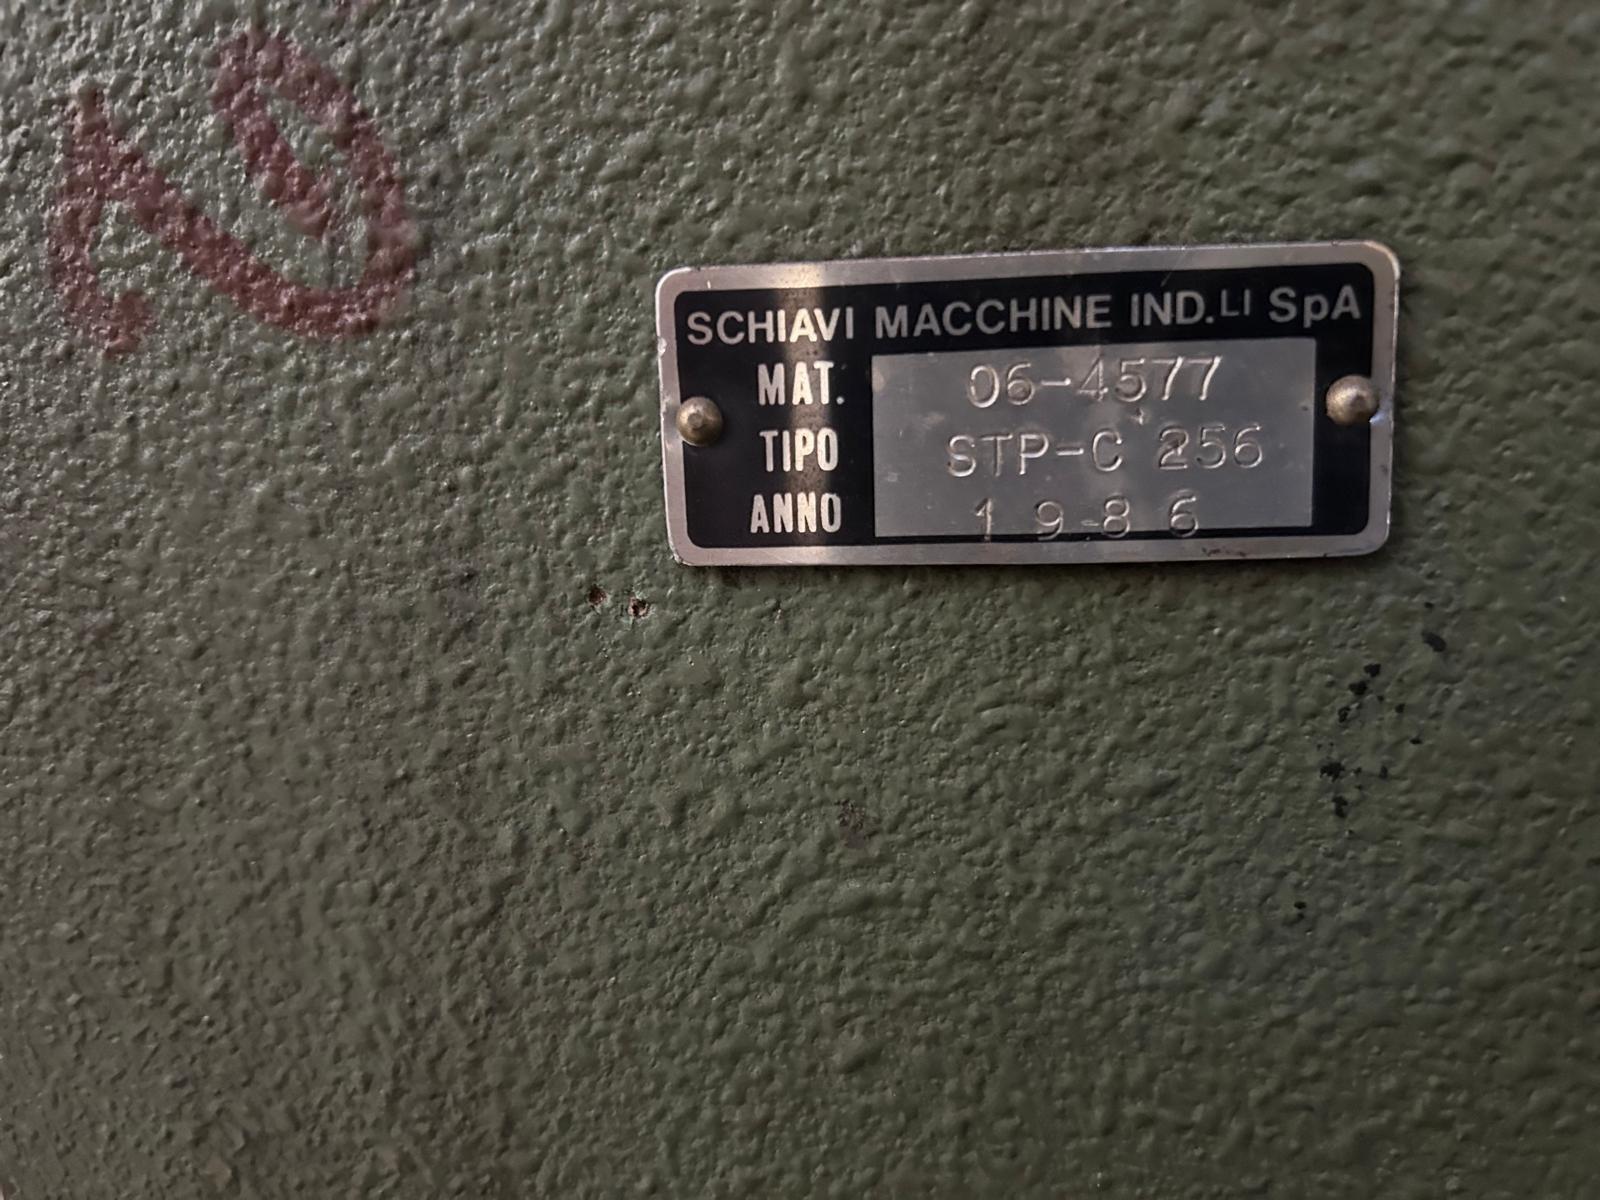 SCHIAVI MACCHINE IND.LI SpA
MAT. 06-4577
TIPO STP-C 256
ANNO 1986